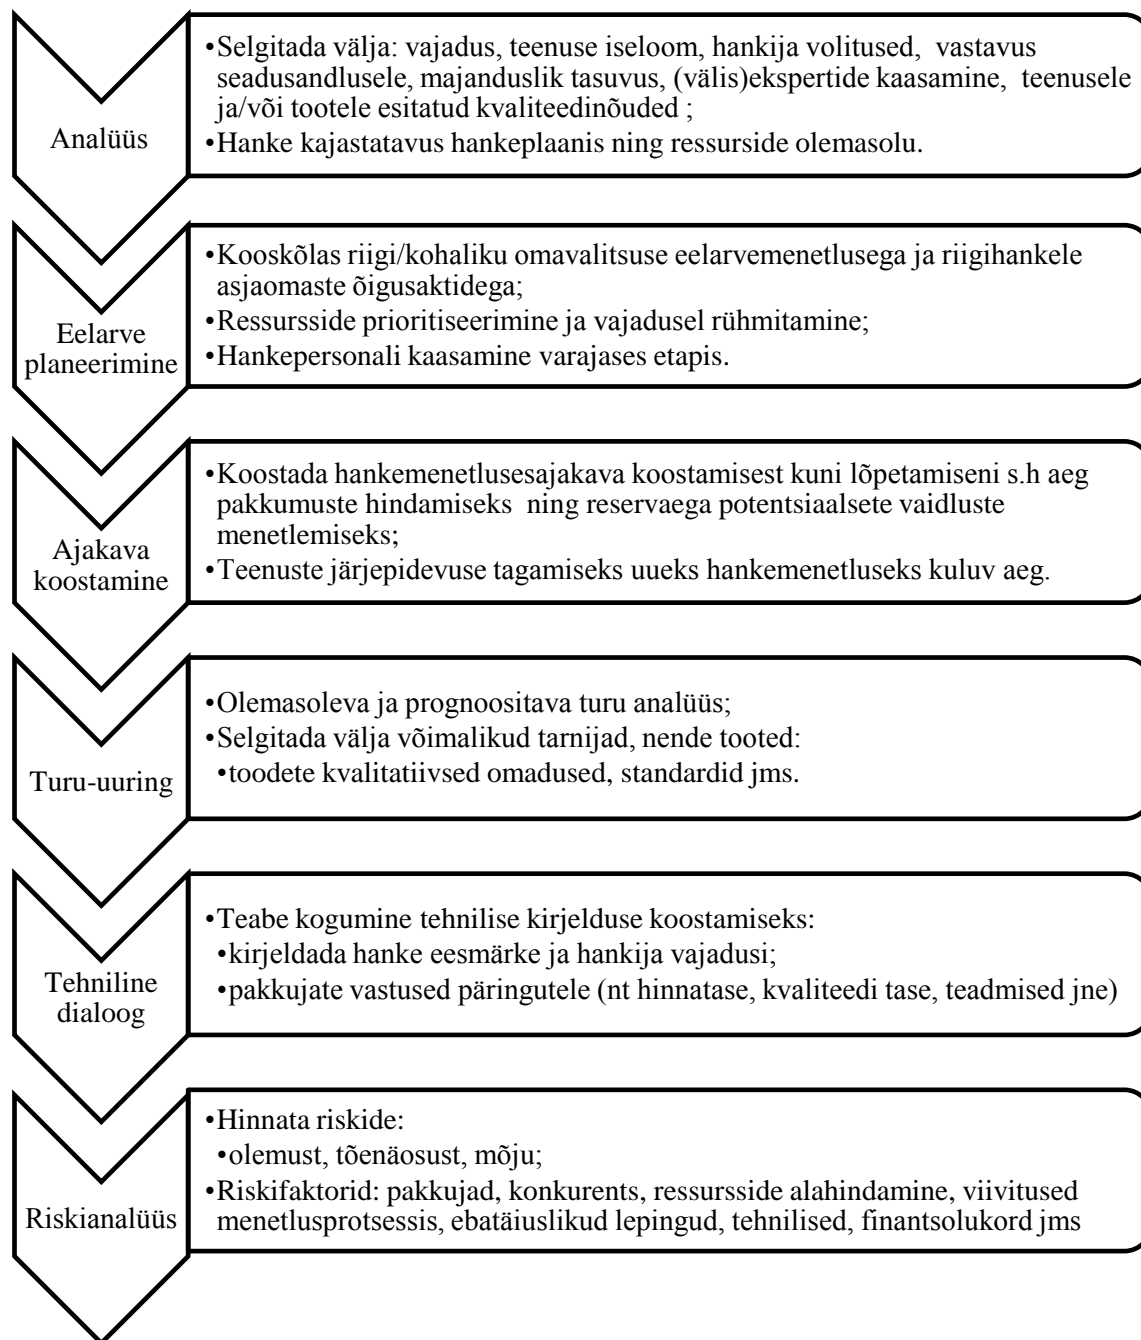 Analüüs
•Selgitada välja: vajadus, teenuse iseloom, hankija volitused, vastavus
seadusandlusele, majanduslik tasuvus, (välis)ekspertide kaasamine, teenusele
ja/või tootele esitatud kvaliteedinõuded ;
•Hanke kajastatavus hankeplaanis ning ressurside olemasolu.
Eelarve
planeerimine
•Kooskõlas riigi/kohaliku omavalitsuse eelarvemenetlusega ja riigihankele
asjaomaste õigusaktidega;
•Ressursside prioritiseerimine ja vajadusel rühmitamine;
•Hankepersonali kaasamine varajases etapis.
Ajakava
koostamine
•Koostada hankemenetlusesajakava koostamisest kuni lõpetamiseni s.h aeg
pakkumuste hindamiseks ning reservaega potentsiaalsete vaidluste
menetlemiseks;
•Teenuste järjepidevuse tagamiseks uueks hankemenetluseks kuluv aeg.
Turu-uuring
•Olemasoleva ja prognoositava turu analüüs;
•Selgitada välja võimalikud tarnijad, nende tooted:
•toodete kvalitatiivsed omadused, standardid jms.
Tehniline
dialoog
•Teabe kogumine tehnilise kirjelduse koostamiseks:
•kirjeldada hanke eesmärke ja hankija vajadusi;
•pakkujate vastused päringutele (nt hinnatase, kvaliteedi tase, teadmised jne)
Riskianalüüs
•Hinnata riskide:
•olemust, tõenäosust, mõju;
•Riskifaktorid: pakkujad, konkurents, ressursside alahindamine, viivitused
menetlusprotsessis, ebatäiuslikud lepingud, tehnilised, finantsolukord jms